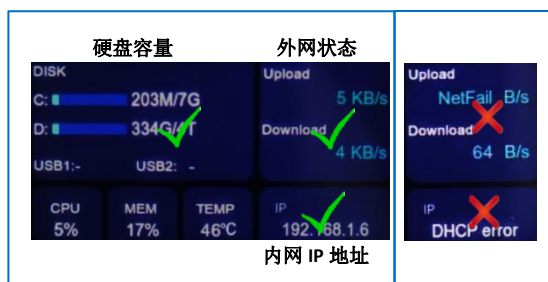 硬盘容量
外网状态
DISK
C: 203M/7G
D: 334G/4T
USB1:- USB2: -
Upload
5 KB/s
Download
4 KB/s
CPU
5%
MEM
17%
TEMP
46℃
IP
192.168.1.6
内网 IP 地址
Upload
NetFail B/s
Download
64 B/s
IP
DHCP error